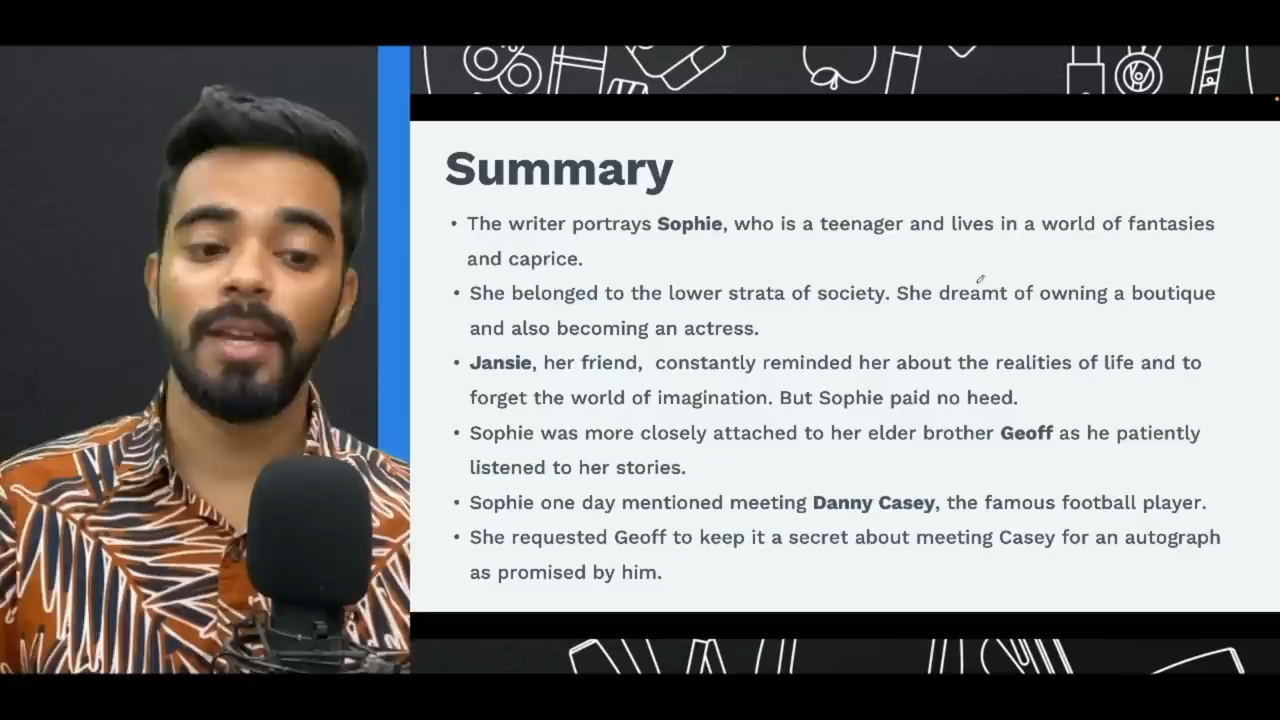 Summary
• The writer portrays Sophie, who is a teenager and lives in a world of fantasies
and caprice.
• She belonged to the lower strata of society. She dreamt of owning a boutique
and also becoming an actress.
• Jansie, her friend,  constantly reminded her about the realities of life and to
forget the world of imagination. But Sophie paid no heed.
• Sophie was more closely attached to her elder brother Geoff as he patiently
listened to her stories.
• Sophie one day mentioned meeting Danny Casey, the famous football player.
• She requested Geoff to keep it a secret about meeting Casey for an autograph
as promised by him.